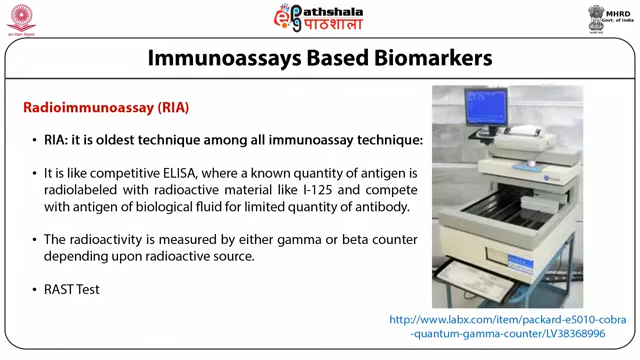 ePathshala
पाठशाला
MHRD
Govt. of India
Immunoassays Based Biomarkers
Radioimmunoassay (RIA)
• RIA: it is oldest technique among all immunoassay technique:
• It is like competitive ELISA, where a known quantity of antigen is
radiolabeled with radioactive material like I-125 and compete
with antigen of biological fluid for limited quantity of antibody.
• The radioactivity is measured by either gamma or beta counter
depending upon radioactive source.
• RAST Test
http://www.labx.com/item/packard-e5010-cobra
-quantum-gamma-counter/LV38368996